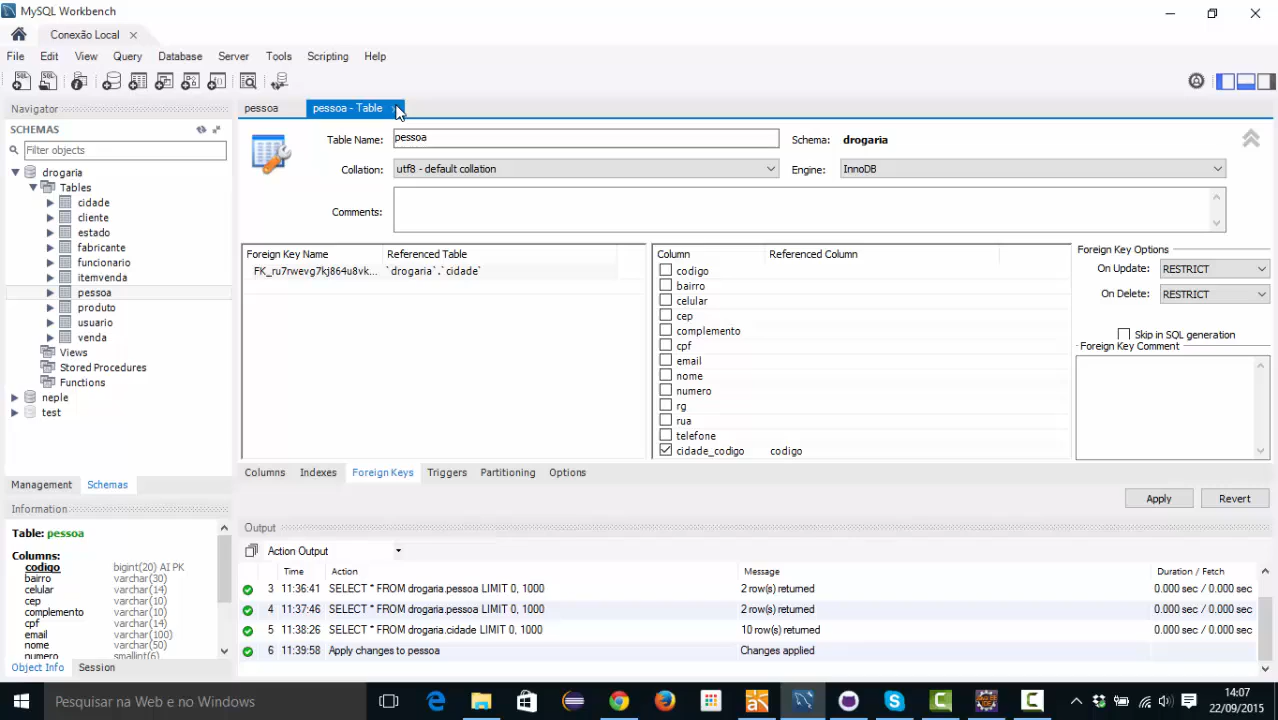 MySQL Workbench
Conexão Local
File Edit View Query Database Server Tools Scripting Help
Navigator
SCHEMAS
Filter objects
drogaria
Tables
cidade
cliente
estado
fabricante
funcionario
itemvenda
pessoa
produto
usuario
venda
Views
Stored Procedures
Functions
neple
test
Management Schemas
Information
Table: pessoa
Columns:
codigo bigint(20) AI PK
bairro varchar(30)
celular varchar(14)
cep varchar(10)
complemento varchar(10)
cpf varchar(14)
email varchar(100)
nome varchar(50)
numero smallint(6)
Object Info Session
pessoa pessoa - Table
Table Name: pessoa Schema: drogaria
Collation: utf8 - default collation Engine: InnoDB
Comments:
Foreign Key Name Referenced Table
FK_ru7rwevg7kj864u8vk... `drogaria`.`cidade`
Column Referenced Column
codigo
bairro
celular
cep
complemento
cpf
email
nome
numero
rg
rua
telefone
cidade_codigo codigo
Foreign Key Options
On Update: RESTRICT
On Delete: RESTRICT
Skip in SQL generation
Foreign Key Comment
Columns Indexes Foreign Keys Triggers Partitioning Options
Apply Revert
Output
Action Output
Time Action Message Duration / Fetch
3 11:36:41 SELECT * FROM drogaria.pessoa LIMIT 0, 1000 2 row(s) returned 0.000 sec / 0.000 sec
4 11:37:46 SELECT * FROM drogaria.pessoa LIMIT 0, 1000 2 row(s) returned 0.000 sec / 0.000 sec
5 11:38:26 SELECT * FROM drogaria.cidade LIMIT 0, 1000 10 row(s) returned 0.000 sec / 0.000 sec
6 11:39:58 Apply changes to pessoa Changes applied
Pesquisar na Web e no Windows
14:07
22/09/2015